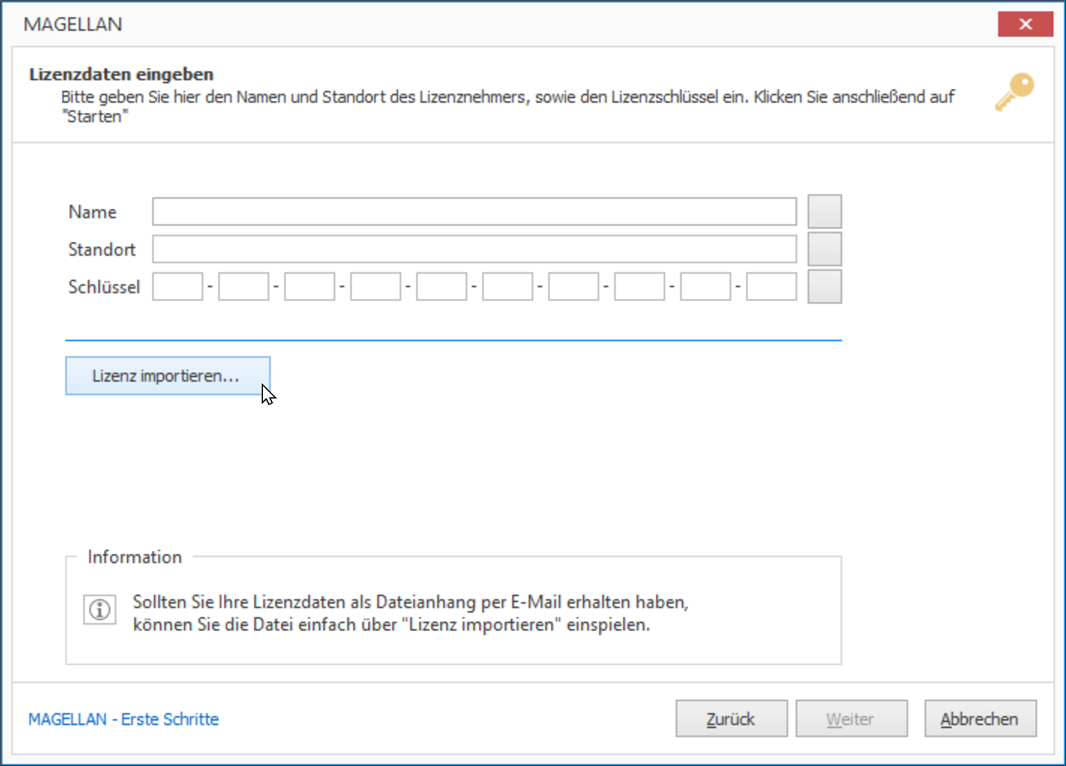 MAGELLAN
Lizenzdaten eingeben
Bitte geben Sie hier den Namen und Standort des Lizenznehmers, sowie den Lizenzschlüssel ein. Klicken Sie anschließend auf
"Starten"
Name
Standort
Schlüssel - - - - - - - - -
Lizenz importieren...
Information
Sollten Sie Ihre Lizenzdaten als Dateianhang per E-Mail erhalten haben,
können Sie die Datei einfach über "Lizenz importieren" einspielen.
MAGELLAN - Erste Schritte Zurück Weiter Abbrechen